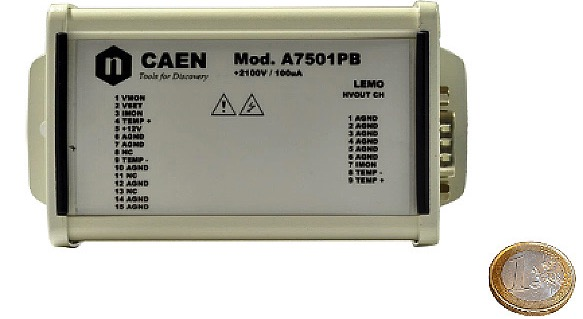 n CAEN
Tools for Discovery
Mod. A7501PB
+2100V / 100uA
LEMO
HVOUT CH
1 VMON
2 VSET
3 IMON
4 TEMP +
5 +12V
6 AGND
7 AGND
8 NC
9 TEMP -
10 AGND
11 NC
12 AGND
13 NC
14 AGND
15 AGND
1 AGND
2 AGND
3 AGND
4 AGND
5 AGND
6 AGND
7 IMON
8 TEMP -
9 TEMP +
1